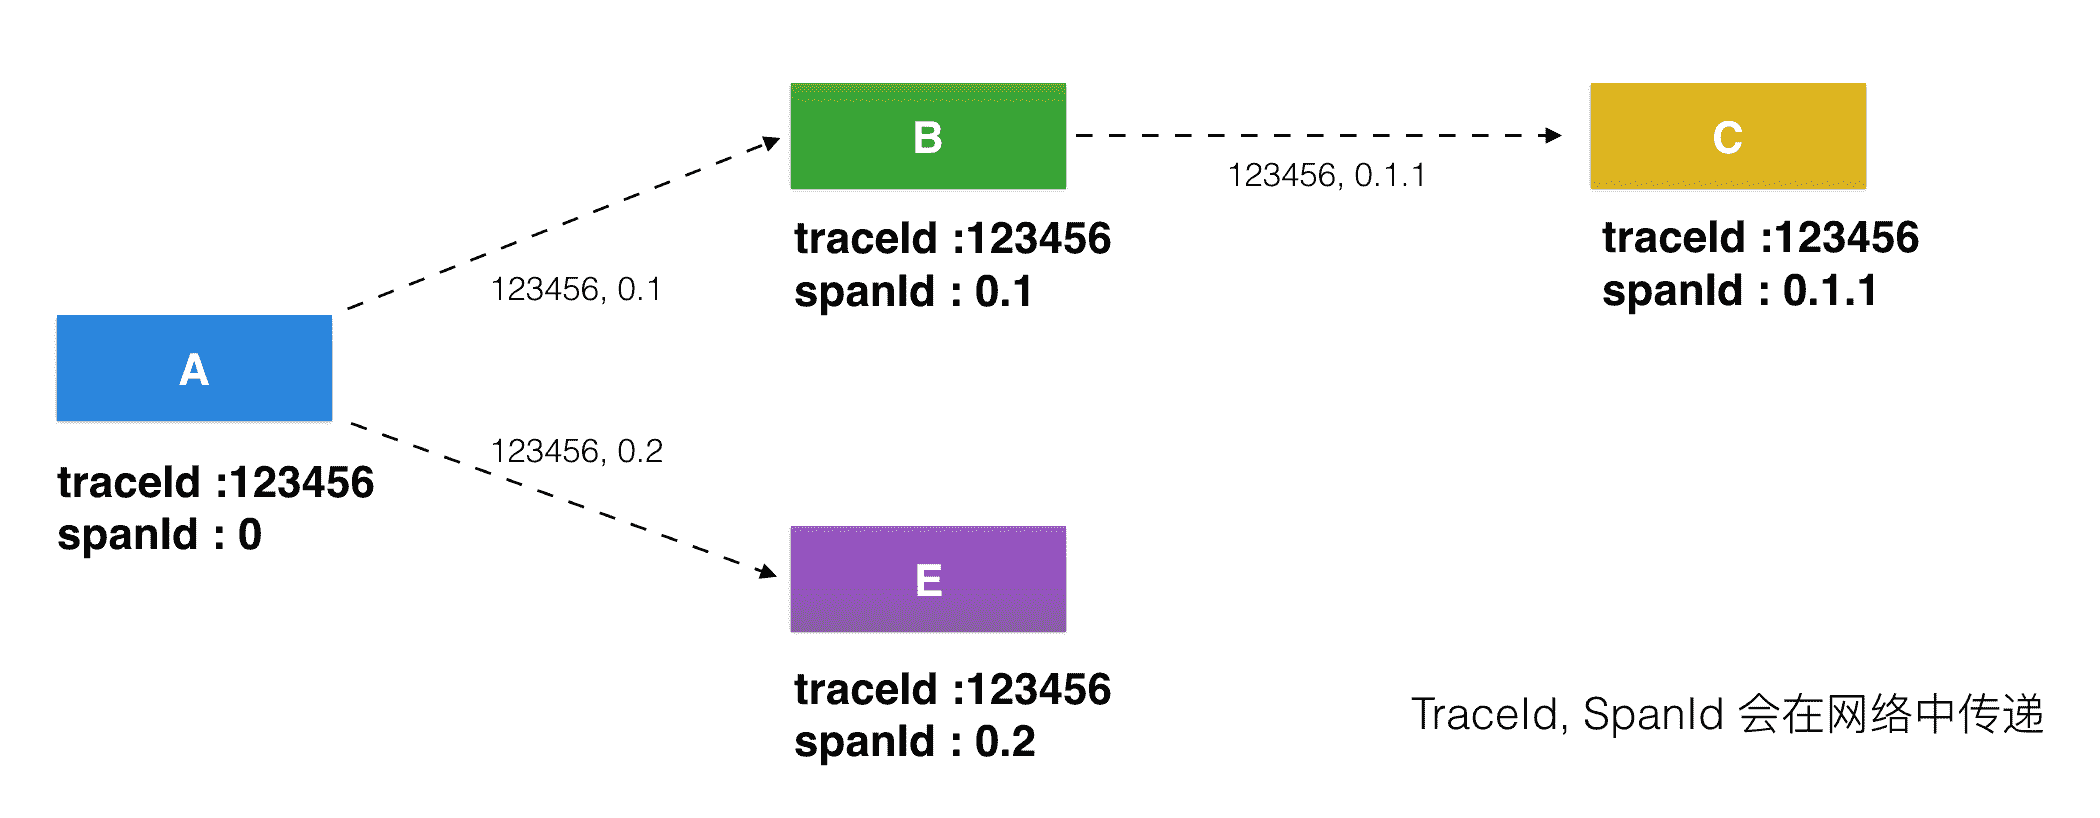 B
C
123456, 0.1.1
traceId :123456
spanId : 0.1
traceId :123456
spanId : 0.1.1
123456, 0.1
A
123456, 0.2
traceId :123456
spanId : 0
E
traceId :123456
spanId : 0.2
TraceId, SpanId 会在网络中传递